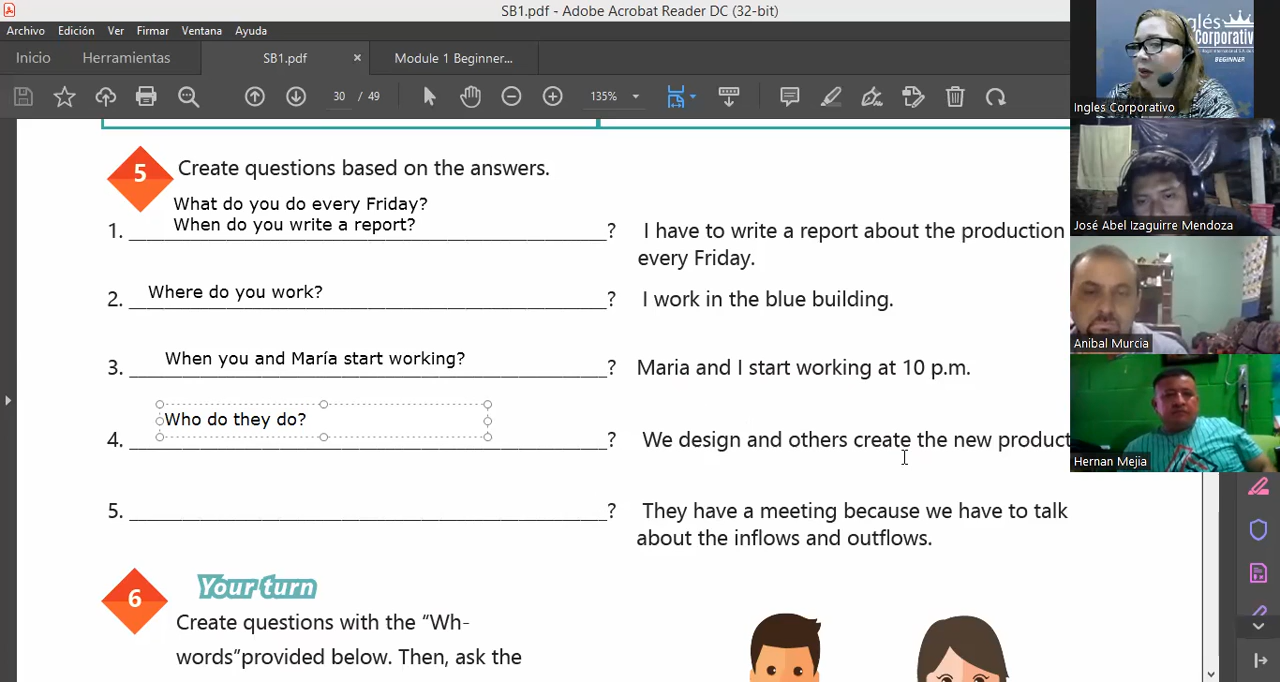 SB1.pdf - Adobe Acrobat Reader DC (32-bit)
Archivo Edición Ver Firmar Ventana Ayuda
Inicio Herramientas SB1.pdf × Module 1 Beginner...
30 / 49 135%
5 Create questions based on the answers.
What do you do every Friday?
When do you write a report?
1. ? I have to write a report about the production
every Friday.
Where do you work?
2. ? I work in the blue building.
When you and María start working?
3. ? Maria and I start working at 10 p.m.
Who do they do?
4. ? We design and others create the new product
5. ? They have a meeting because we have to talk
about the inflows and outflows.
6 Your turn
Create questions with the “Wh-
words”provided below. Then, ask the
glés
Corporativ
BEGINNER
Ingles Corporativo
José Abel Izaguirre Mendoza
Anibal Murcia
Hernan Mejia